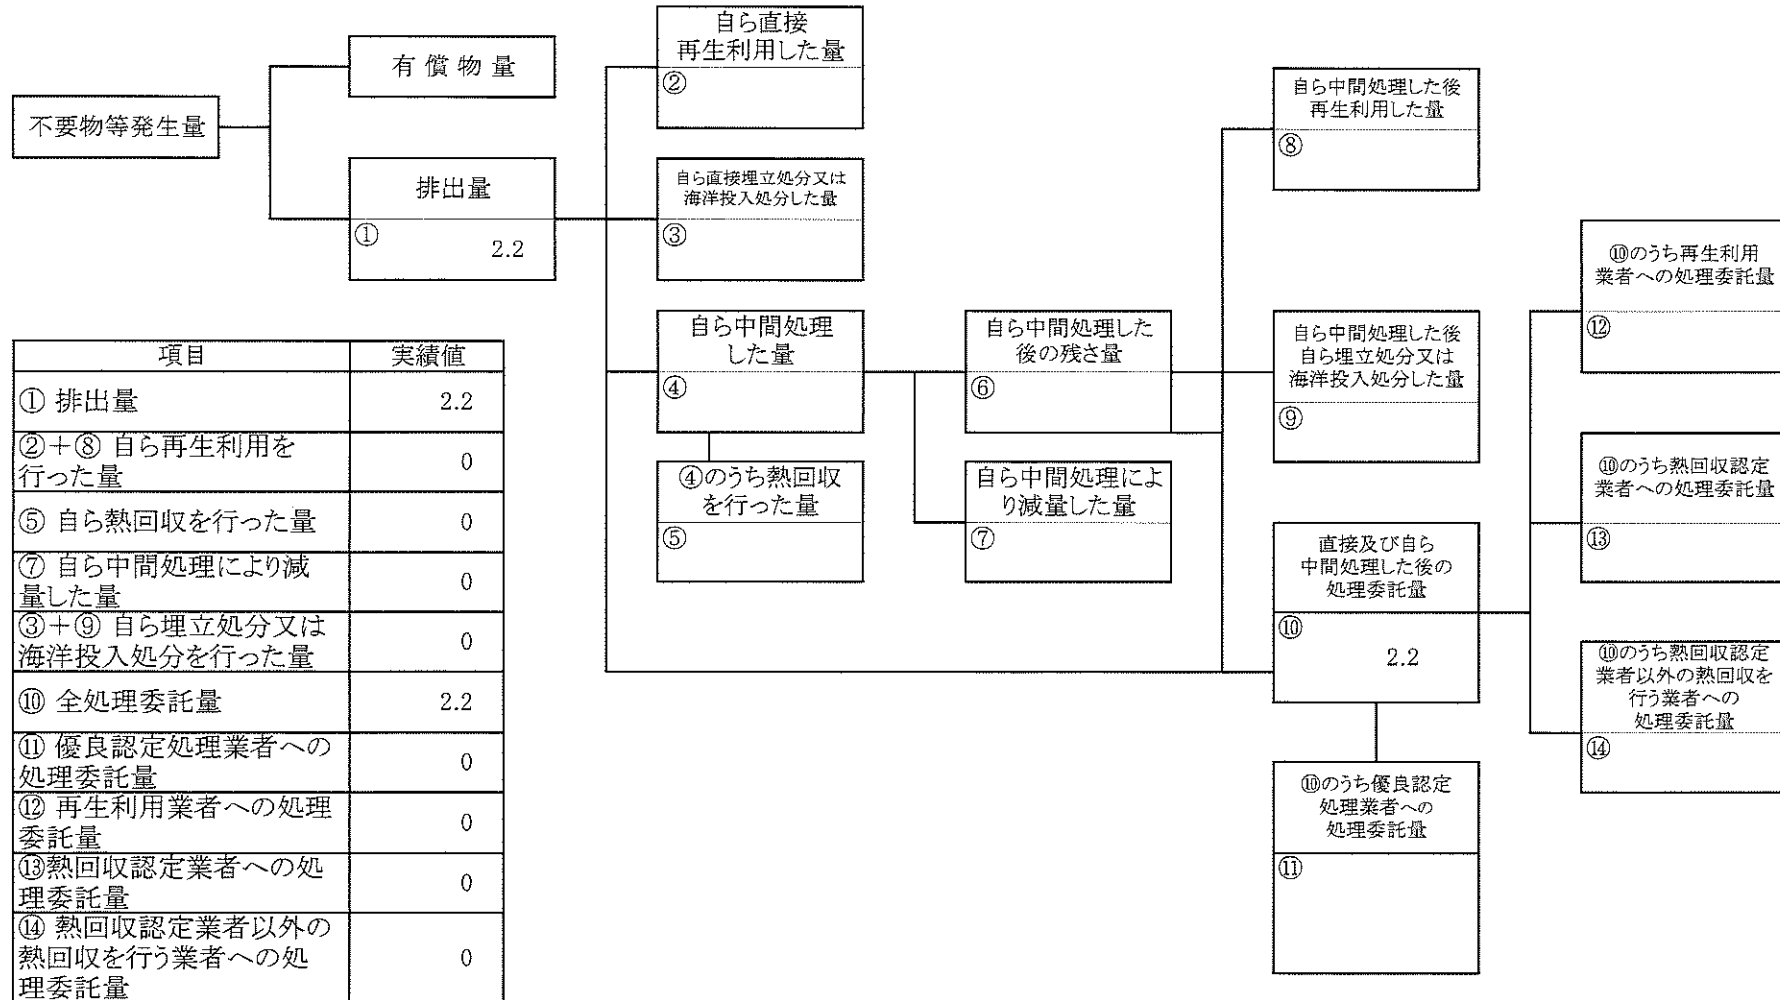 不要物等発生量
有償物量
排出量
①
2.2
自ら直接
再生利用した量
②
自ら直接埋立処分又は
海洋投入処分した量
③
自ら中間処理
した量
④
④のうち熱回収
を行った量
⑤
自ら中間処理した
後の残さ量
⑥
自ら中間処理によ
り減量した量
⑦
自ら中間処理した後
再生利用した量
⑧
自ら中間処理した後
自ら埋立処分又は
海洋投入処分した量
⑨
直接及び自ら
中間処理した後の
処理委託量
⑩
2.2
⑩のうち優良認定
処理業者への
処理委託量
⑪
⑩のうち再生利用
業者への処理委託量
⑫
⑩のうち熱回収認定
業者への処理委託量
⑬
⑩のうち熱回収認定
業者以外の熱回収を
行う業者への
処理委託量
⑭
項目 実績値
① 排出量 2.2
②+⑧ 自ら再生利用を
行った量 0
⑤ 自ら熱回収を行った量 0
⑦ 自ら中間処理により減
量した量 0
③+⑨ 自ら埋立処分又は
海洋投入処分を行った量 0
⑩ 全処理委託量 2.2
⑪ 優良認定処理業者への
処理委託量 0
⑫ 再生利用業者への処理
委託量 0
⑬熱回収認定業者への処
理委託量 0
⑭ 熱回収認定業者以外の
熱回収を行う業者への処
理委託量 0